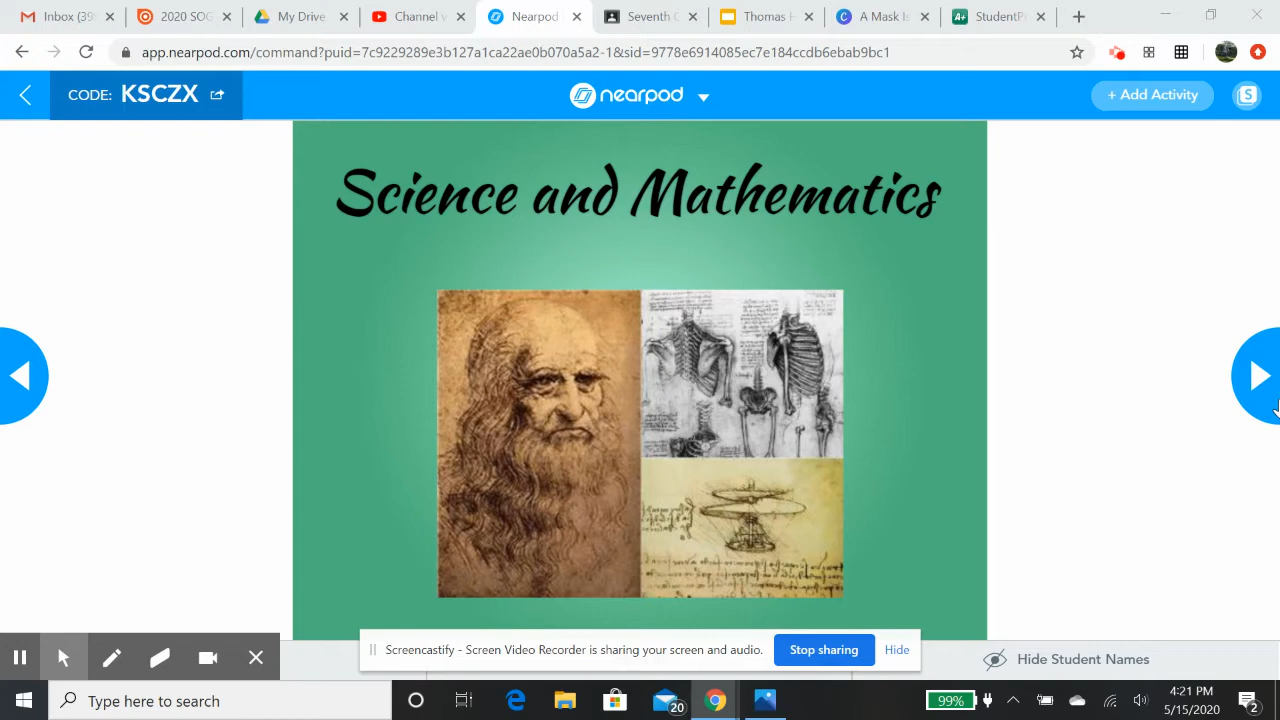 Inbox (39
2020 SOG
My Drive
Channel v
Nearpod
Seventh G
Thomas H
A Mask Is
StudentPr
app.nearpod.com/command?puid=7c9229289e3b127a1ca22ae0b070a5a2-1&sid=9778e6914085ec7e184ccdb6ebab9bc1
CODE: KSCZX
nearpod
+ Add Activity
S
Science and Mathematics
Screencastify - Screen Video Recorder is sharing your screen and audio.
Stop sharing
Hide
Hide Student Names
Type here to search
20
99%
4:21 PM
5/15/2020
2